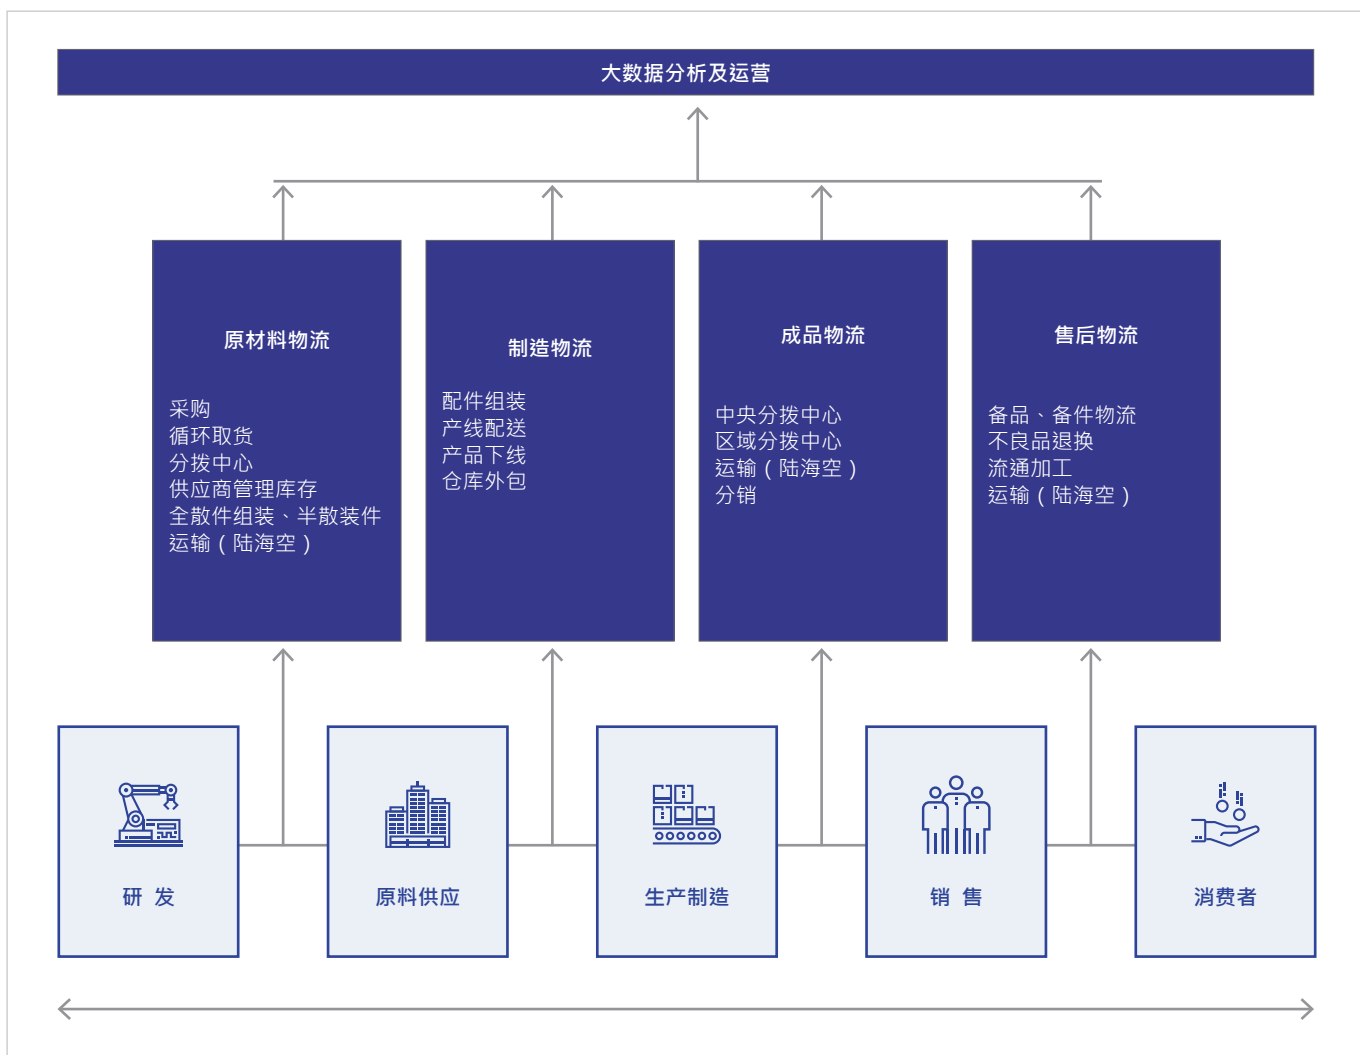 大数据分析及运营
原材料物流
采购
循环取货
分拨中心
供应商管理库存
全散件组装、半散装件
运输(陆海空)
制造物流
配件组装
产线配送
产品下线
仓库外包
成品物流
中央分拨中心
区域分拨中心
运输(陆海空)
分销
售后物流
备品、备件物流
不良品退换
流通加工
运输(陆海空)
研 发
原料供应
生产制造
销 售
消费者